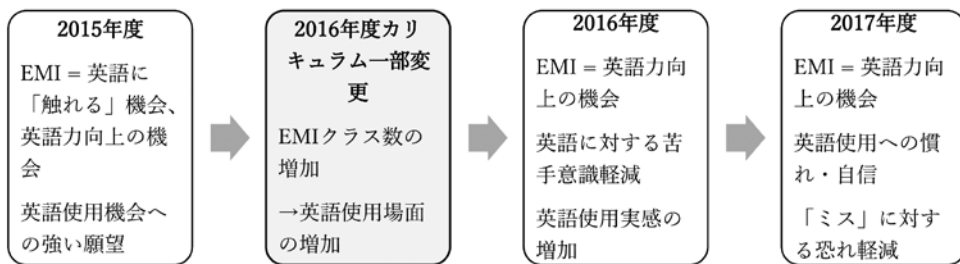 2015年度
EMI = 英語に
「触れる」機会、
英語力向上の機
会
英語使用機会へ
の強い願望
2016年度カリ
キュラム一部変
更
EMIクラス数の
増加
→英語使用場面
の増加
2016年度
EMI = 英語力向
上の機会
英語に対する苦
手意識軽減
英語使用実感の
増加
2017年度
EMI = 英語力向
上の機会
英語使用への慣
れ・自信
「ミス」に対す
る恐れ軽減